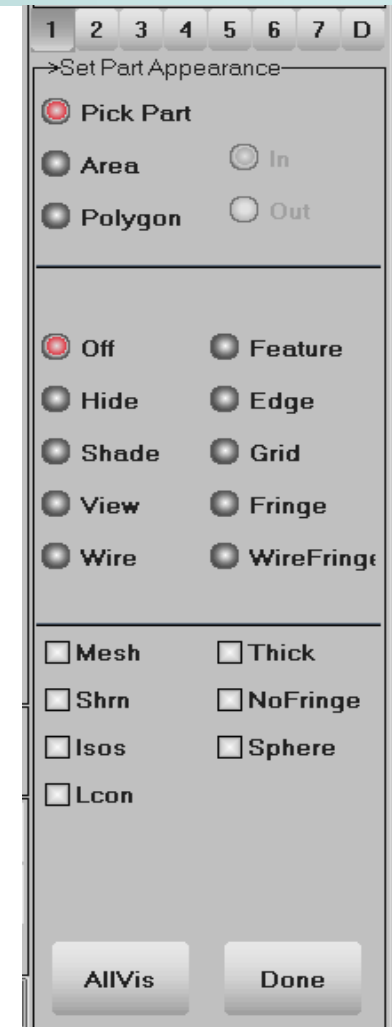 1 2 3 4 5 6 7 D
->Set Part Appearance
Pick Part
Area In
Polygon Out
Off Feature
Hide Edge
Shade Grid
View Fringe
Wire WireFringe
Mesh Thick
Shrn NoFringe
Isos Sphere
Lcon
AllVis Done